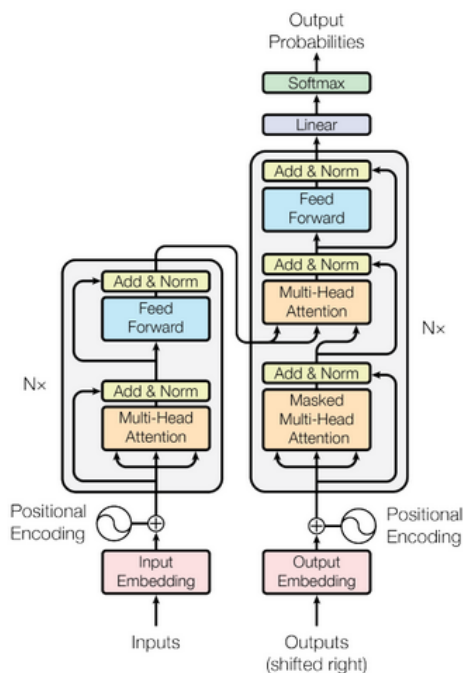 Output
Probabilities
Softmax
Linear
Add & Norm
Feed
Forward
Add & Norm
Multi-Head
Attention
Add & Norm
Masked
Multi-Head
Attention
N×
Add & Norm
Feed
Forward
Add & Norm
Multi-Head
Attention
N×
Positional
Encoding
Input
Embedding
Inputs
Positional
Encoding
Output
Embedding
Outputs
(shifted right)